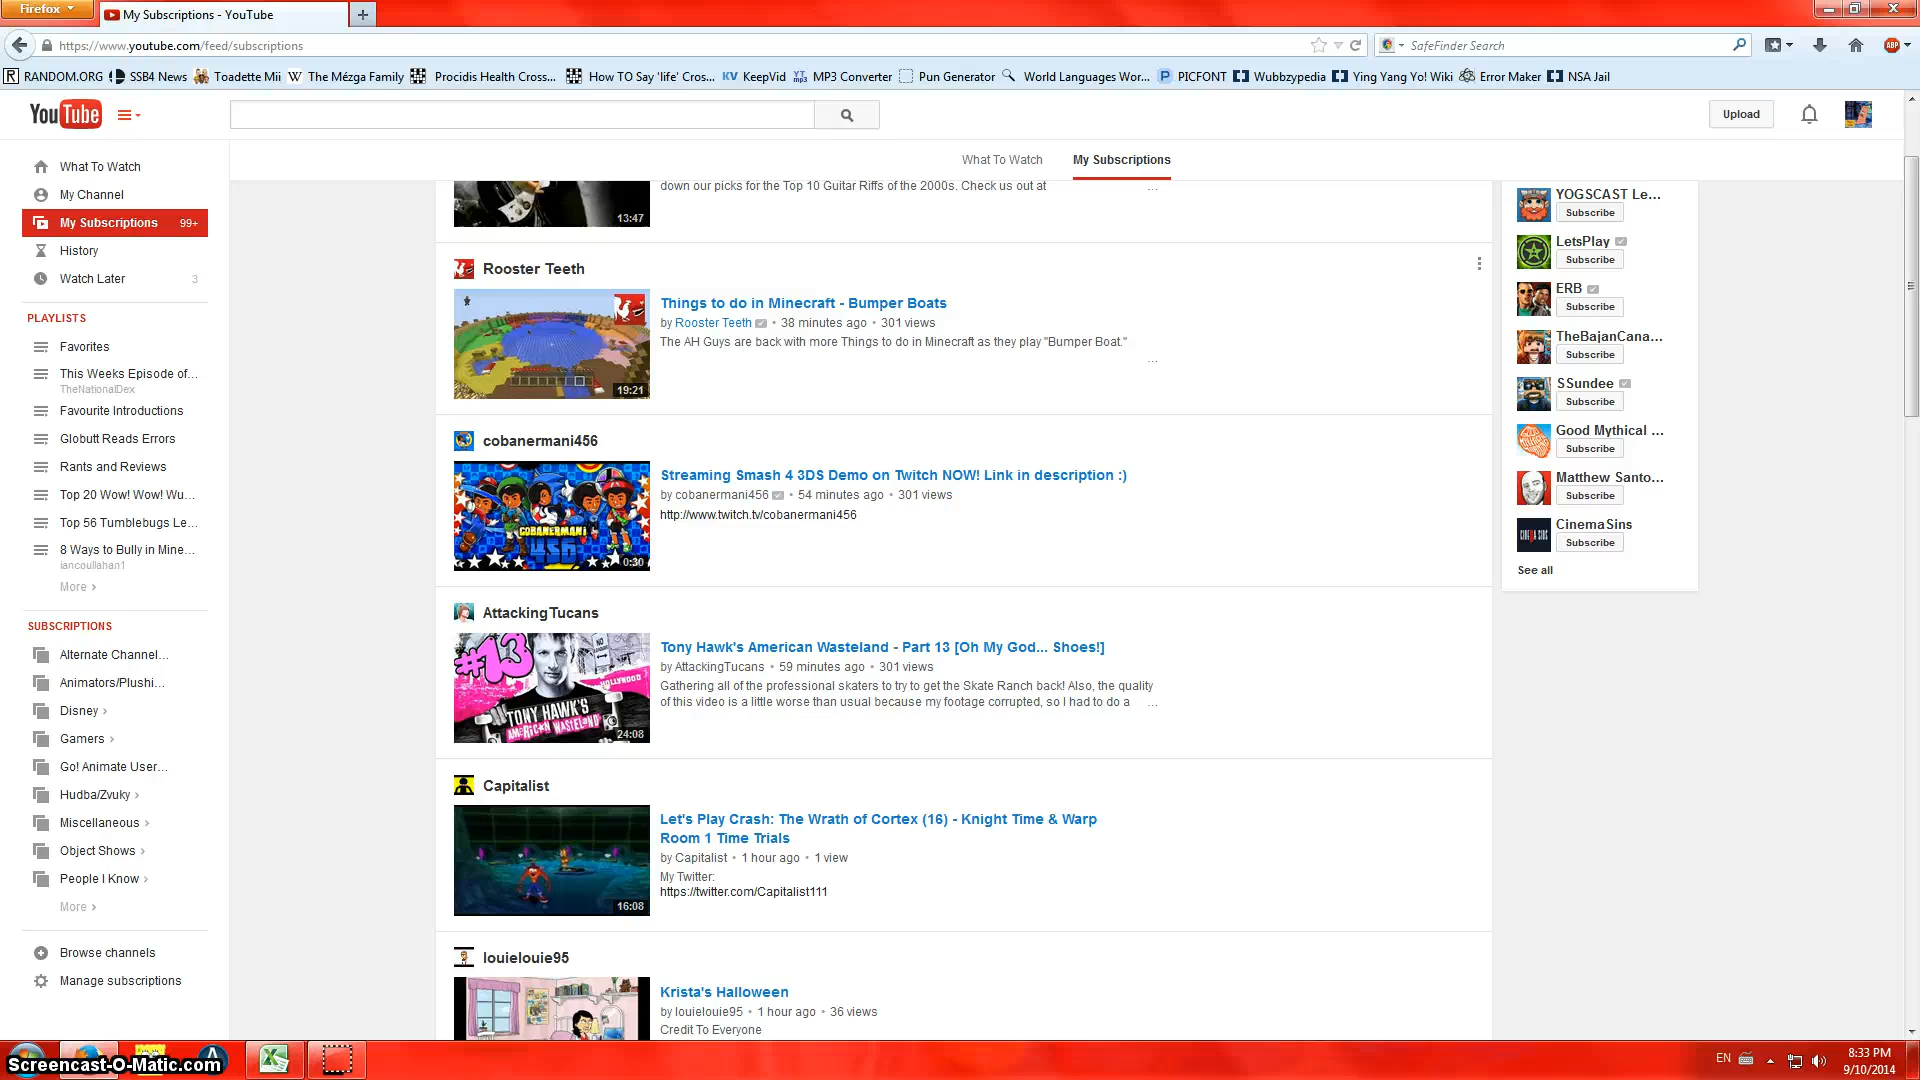 Firefox
My Subscriptions - YouTube
https://www.youtube.com/feed/subscriptions
SafeFinder Search
ABP
RANDOM.ORG
SSB4 News
Toadette Mii
The Mézga Family
Procidis Health Cross...
How TO Say 'life' Cros...
KeepVid
MP3 Converter
Pun Generator
World Languages Wor...
PICFONT
Wubbzypedia
Ying Yang Yo! Wiki
Error Maker
NSA Jail
YouTube
Upload
What To Watch
My Subscriptions
What To Watch
My Channel
My Subscriptions 99+
History
Watch Later 3
PLAYLISTS
Favorites
This Weeks Episode of...
TheNationalDex
Favourite Introductions
Globutt Reads Errors
Rants and Reviews
Top 20 Wow! Wow! Wu...
Top 56 Tumblebugs Le...
8 Ways to Bully in Mine...
iancoullahan1
More ›
SUBSCRIPTIONS
Alternate Channel...
Animators/Plushi...
Disney ›
Gamers ›
Go! Animate User...
Hudba/Zvuky ›
Miscellaneous ›
Object Shows ›
People I Know ›
More ›
Browse channels
Manage subscriptions
down our picks for the Top 10 Guitar Riffs of the 2000s. Check us out at ...
13:47
Rooster Teeth
Things to do in Minecraft - Bumper Boats
by Rooster Teeth • 38 minutes ago • 301 views
The AH Guys are back with more Things to do in Minecraft as they play "Bumper Boat."
...
19:21
cobanermani456
Streaming Smash 4 3DS Demo on Twitch NOW! Link in description :)
by cobanermani456 • 54 minutes ago • 301 views
http://www.twitch.tv/cobanermani456
COBANERMANI
456
0:30
AttackingTucans
Tony Hawk's American Wasteland - Part 13 [Oh My God... Shoes!]
by AttackingTucans • 59 minutes ago • 301 views
Gathering all of the professional skaters to try to get the Skate Ranch back! Also, the quality
of this video is a little worse than usual because my footage corrupted, so I had to do a ...
#13
HOLLYWOOD
TONY HAWK'S
AMERICAN WASTELAND
24:08
Capitalist
Let's Play Crash: The Wrath of Cortex (16) - Knight Time & Warp
Room 1 Time Trials
by Capitalist • 1 hour ago • 1 view
My Twitter:
https://twitter.com/Capitalist111
16:08
louielouie95
Krista's Halloween
by louielouie95 • 1 hour ago • 36 views
Credit To Everyone
YOGSCAST Le...
Subscribe
LetsPlay
Subscribe
ERB
Subscribe
TheBajanCana...
Subscribe
SSundee
Subscribe
Good Mythical ...
Subscribe
Matthew Santo...
Subscribe
CinemaSins
Subscribe
See all
Screencast-O-Matic.com
EN
8:33 PM
9/10/2014